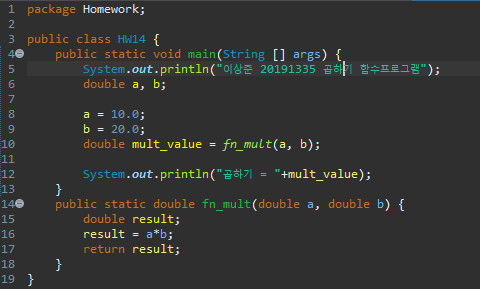 1 package Homework;
2
3 public class HW14 {
4 public static void main(String [] args) {
5 System.out.println("이상준 20191335 곱하기 함수프로그램");
6 double a, b;
7
8 a = 10.0;
9 b = 20.0;
10 double mult_value = fn_mult(a, b);
11
12 System.out.println("곱하기 = "+mult_value);
13 }
14 public static double fn_mult(double a, double b) {
15 double result;
16 result = a*b;
17 return result;
18 }
19 }